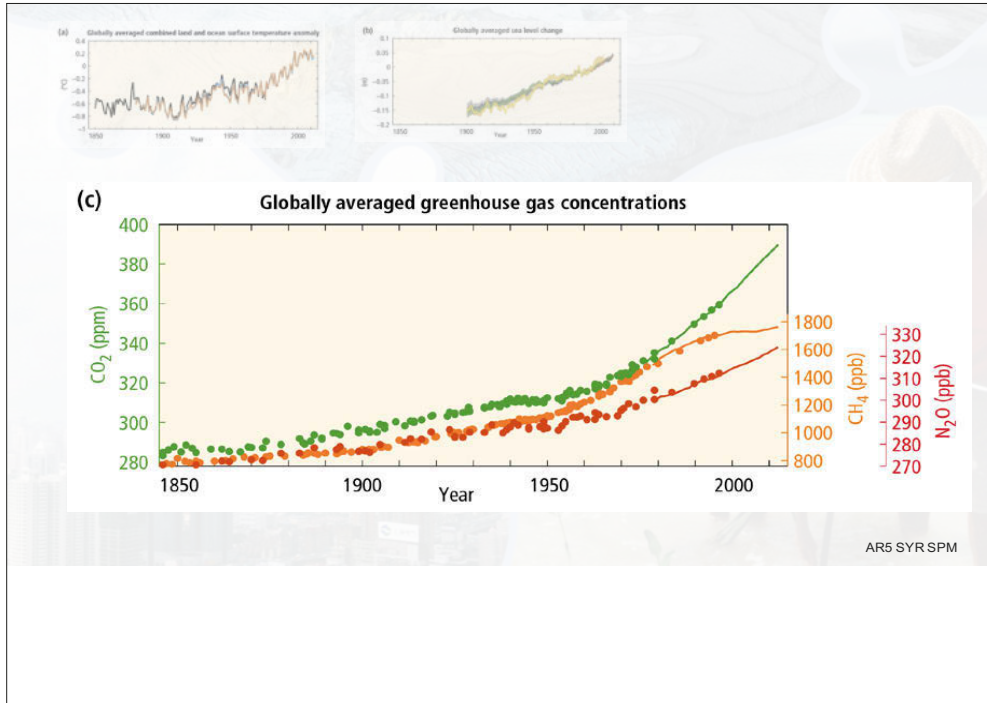 (a) Globally averaged combined land and ocean surface temperature anomaly
0.4
0.2
0
−0.2
−0.4
−0.6
−0.8
−1
(°C)
1850 1900 1950 2000
Year
(b) Globally averaged sea level change
0.1
0.05
0
−0.05
−0.1
−0.15
−0.2
(m)
1850 1900 1950 2000
Year
(c) Globally averaged greenhouse gas concentrations
400
380
360
340
320
300
280
CO2 (ppm)
1850 1900 1950 2000
Year
1800
1600
1400
1200
1000
800
CH4 (ppb)
330
320
310
300
290
280
270
N2O (ppb)
AR5 SYR SPM